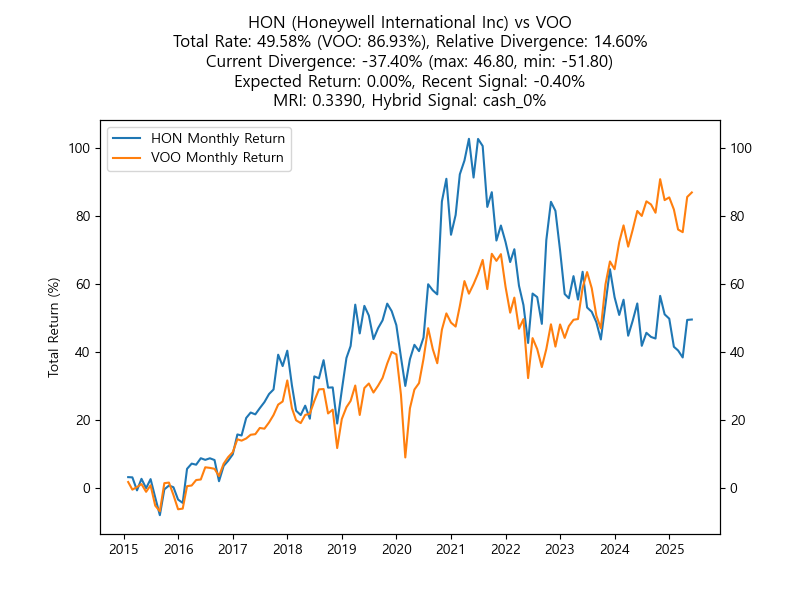 HON (Honeywell International Inc) vs VOO
Total Rate: 49.58% (VOO: 86.93%), Relative Divergence: 14.60%
Current Divergence: -37.40% (max: 46.80, min: -51.80)
Expected Return: 0.00%, Recent Signal: -0.40%
MRI: 0.3390, Hybrid Signal: cash_0%
HON Monthly Return
VOO Monthly Return
Total Return (%)
100 100
80 80
60 60
40 40
20 20
0 0
2015 2016 2017 2018 2019 2020 2021 2022 2023 2024 2025